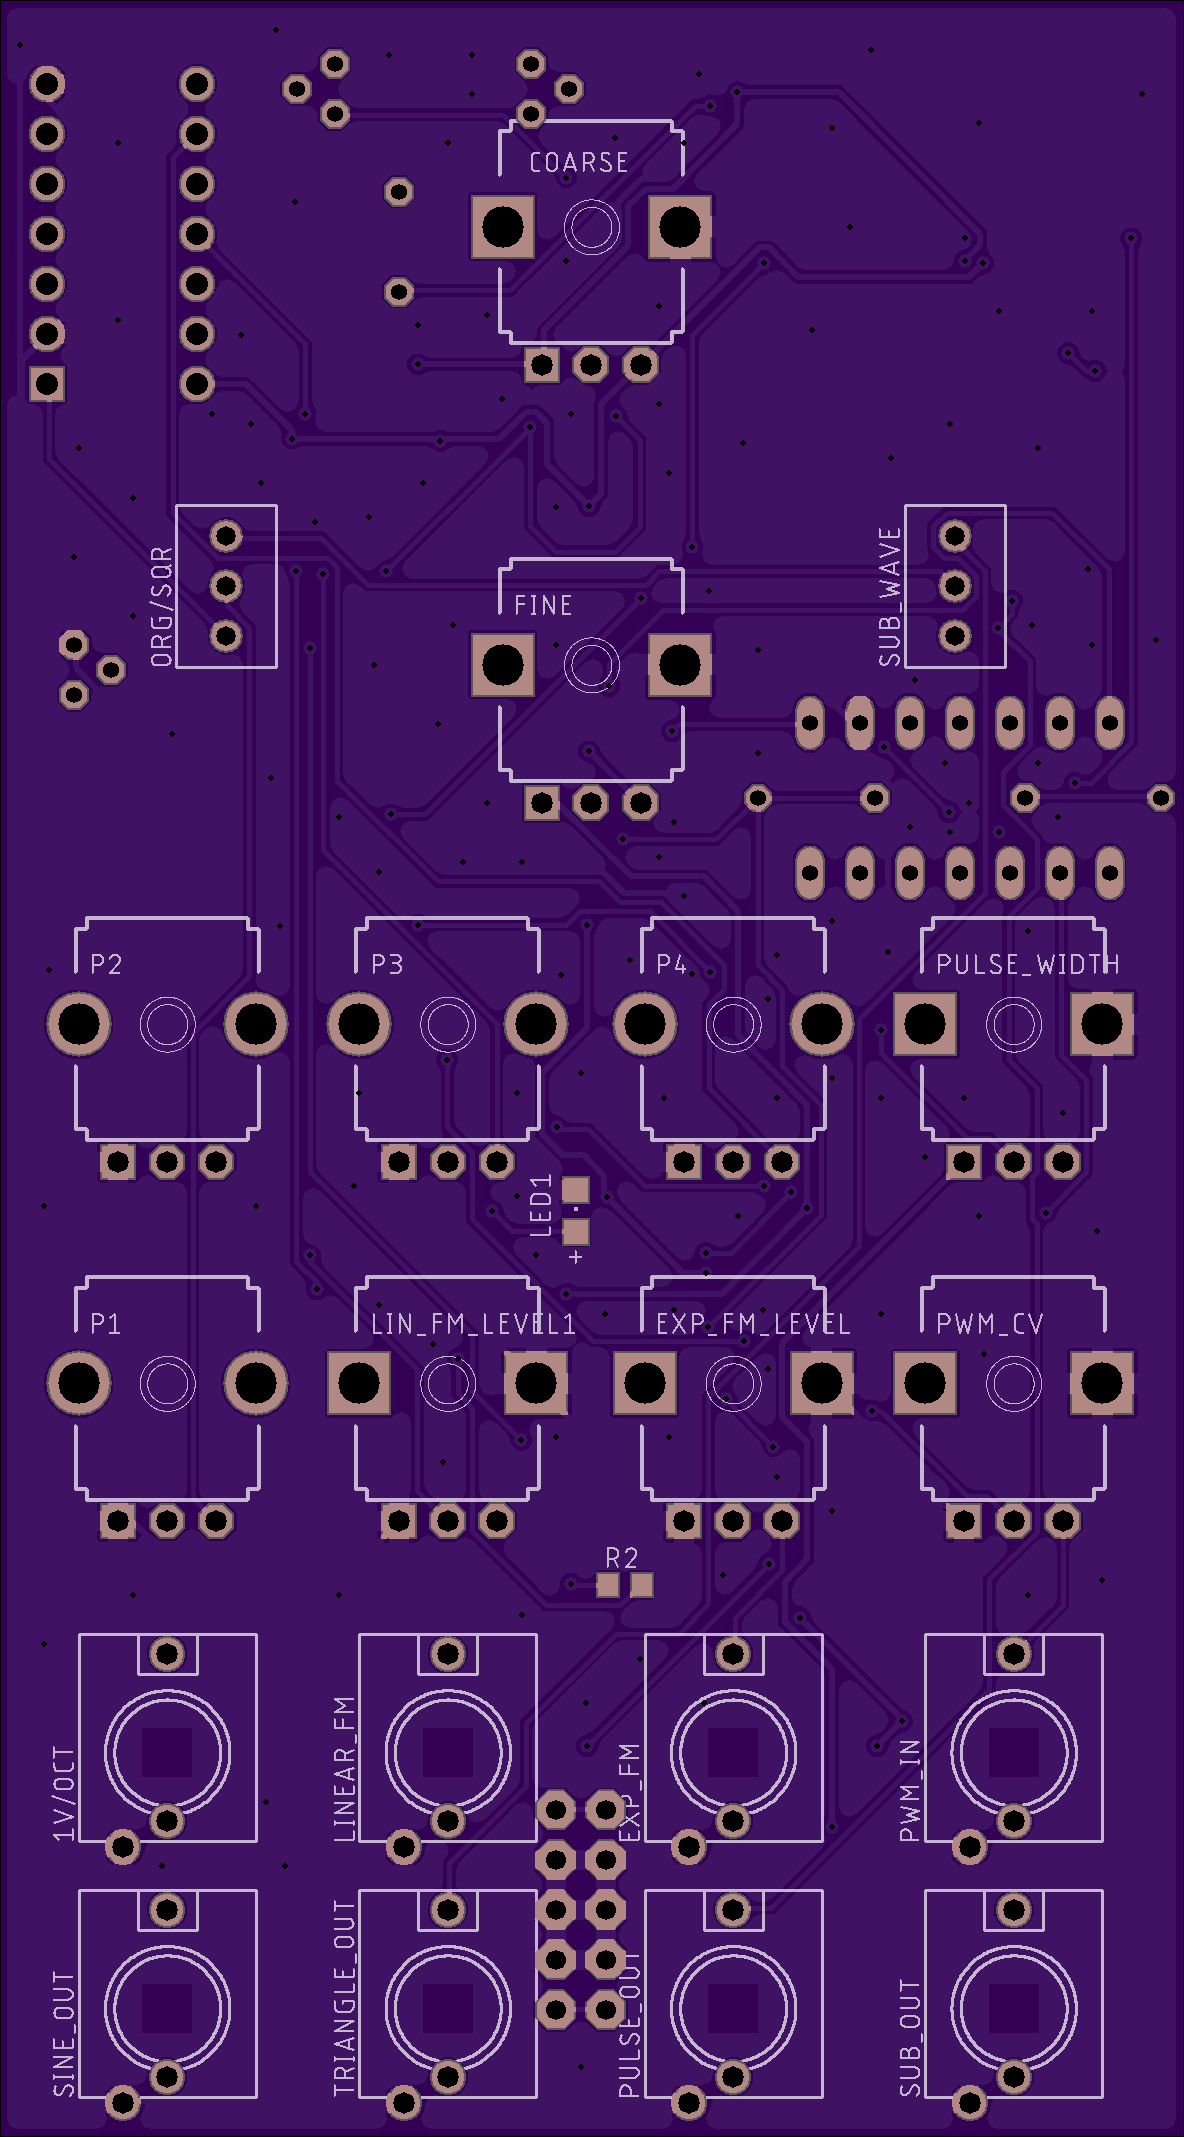 COARSE
ORG/SQR
FINE
SUB_WAVE
P2
P3
P4
PULSE_WIDTH
LED1
+
P1
LIN_FM_LEVEL1
EXP_FM_LEVEL
PWM_CV
R2
1V/OCT
LINEAR_FM
EXP_FM
PWM_IN
SINE_OUT
TRIANGLE_OUT
PULSE_OUT
SUB_OUT